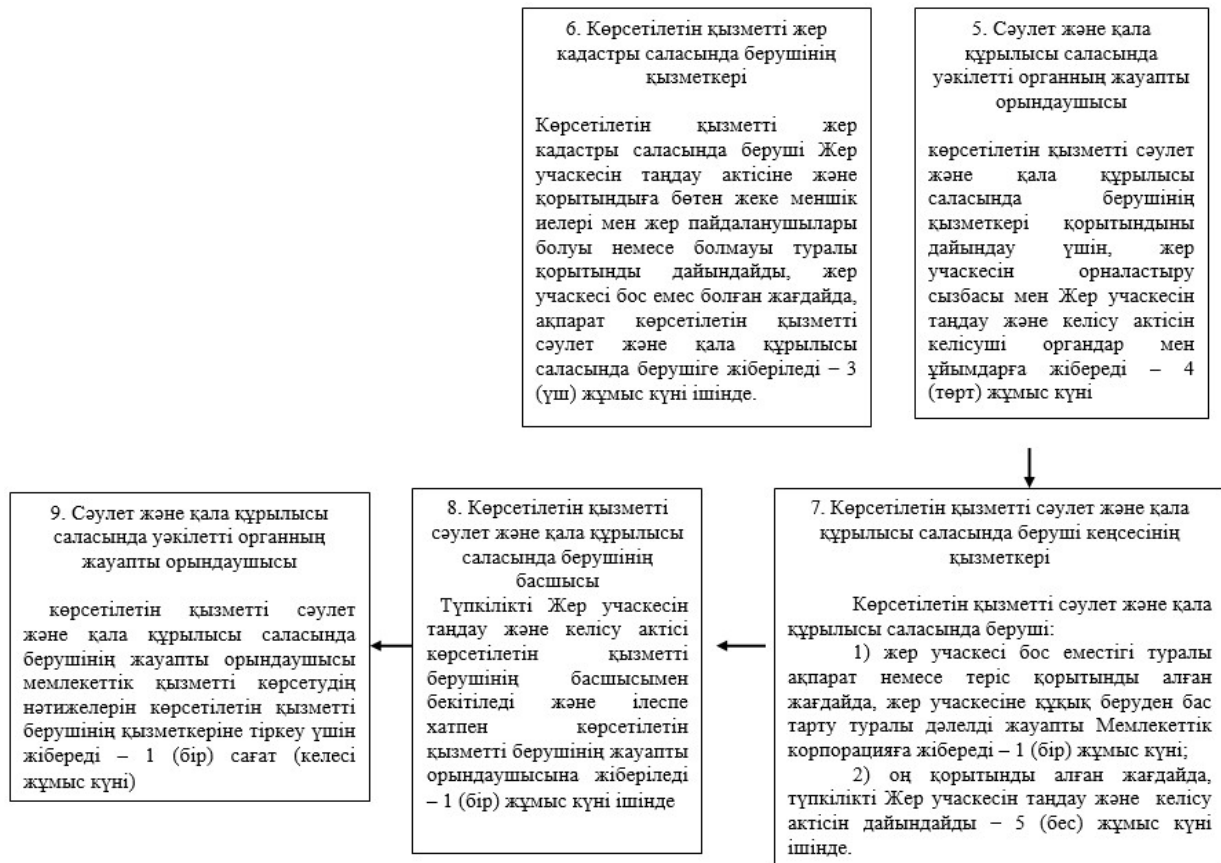 6. Көрсетілетін қызметті жер
кадастры саласында берушінің
қызметкері
Көрсетілетін қызметті жер
кадастры саласында беруші Жер
учаскесін таңдау актісіне және
қорытындыға бөтен жеке меншік
иелері мен жер пайдаланушылары
болуы немесе болмауы туралы
қорытынды дайындайды, жер
учаскесі бос емес болған жағдайда,
ақпарат көрсетілетін қызметті
сәулет және қала құрылысы
саласында берушіге жіберіледі – 3
(үш) жұмыс күні ішінде.
5. Сәулет және қала
құрылысы саласында
уәкілетті органның жауапты
орындаушысы
көрсетілетін қызметті сәулет
және қала құрылысы
саласында берушінің
қызметкері қорытындыны
дайындау үшін, жер
учаскесін орналастыру
сызбасы мен Жер учаскесін
таңдау және келісу актісін
келісуші органдар мен
ұйымдарға жібереді – 4
(төрт) жұмыс күні
9. Сәулет және қала құрылысы
саласында уәкілетті органның
жауапты орындаушысы
көрсетілетін қызметті сәулет
және қала құрылысы саласында
берушінің жауапты орындаушысы
мемлекеттік қызметті көрсетудің
нәтижелерін көрсетілетін қызметті
берушінің қызметкеріне тіркеу үшін
жібереді – 1 (бір) сағат (келесі
жұмыс күні)
8. Көрсетілетін қызметті
сәулет және қала құрылысы
саласында берушінің
басшысы
Түпкілікті Жер учаскесін
таңдау және келісу актісі
көрсетілетін қызметті
берушінің басшысымен
бекітіледі және ілеспе
хатпен көрсетілетін
қызметті берушінің жауапты
орындаушысына жіберіледі
– 1 (бір) жұмыс күні ішінде
7. Көрсетілетін қызметті сәулет және қала
құрылысы саласында беруші кеңсесінің
қызметкері
Көрсетілетін қызметті сәулет және қала
құрылысы саласында беруші:
1) жер учаскесі бос еместігі туралы
ақпарат немесе теріс қорытынды алған
жағдайда, жер учаскесіне құқық беруден бас
тарту туралы дәлелді жауапты Мемлекеттік
корпорацияға жібереді – 1 (бір) жұмыс күні;
2) оң қорытынды алған жағдайда,
түпкілікті Жер учаскесін таңдау және келісу
актісін дайындайды – 5 (бес) жұмыс күні
ішінде.